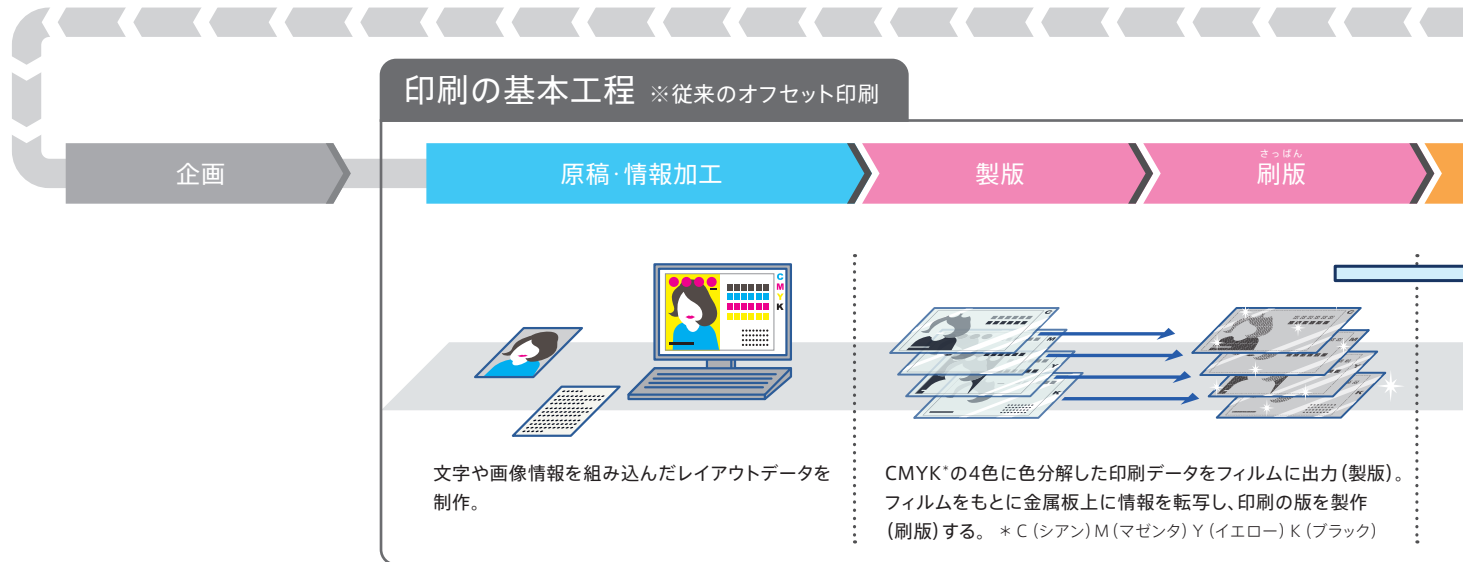 印刷の基本工程 ※従来のオフセット印刷
企画
原稿・情報加工
製版
さっぱん
刷版
C
M
Y
K
C
M
Y
K
C
M
Y
K
文字や画像情報を組み込んだレイアウトデータを
制作。
CMYK*の4色に色分解した印刷データをフィルムに出力(製版)。
フィルムをもとに金属板上に情報を転写し、印刷の版を製作
(刷版)する。 *C(シアン)M(マゼンタ)Y(イエロー)K(ブラック)